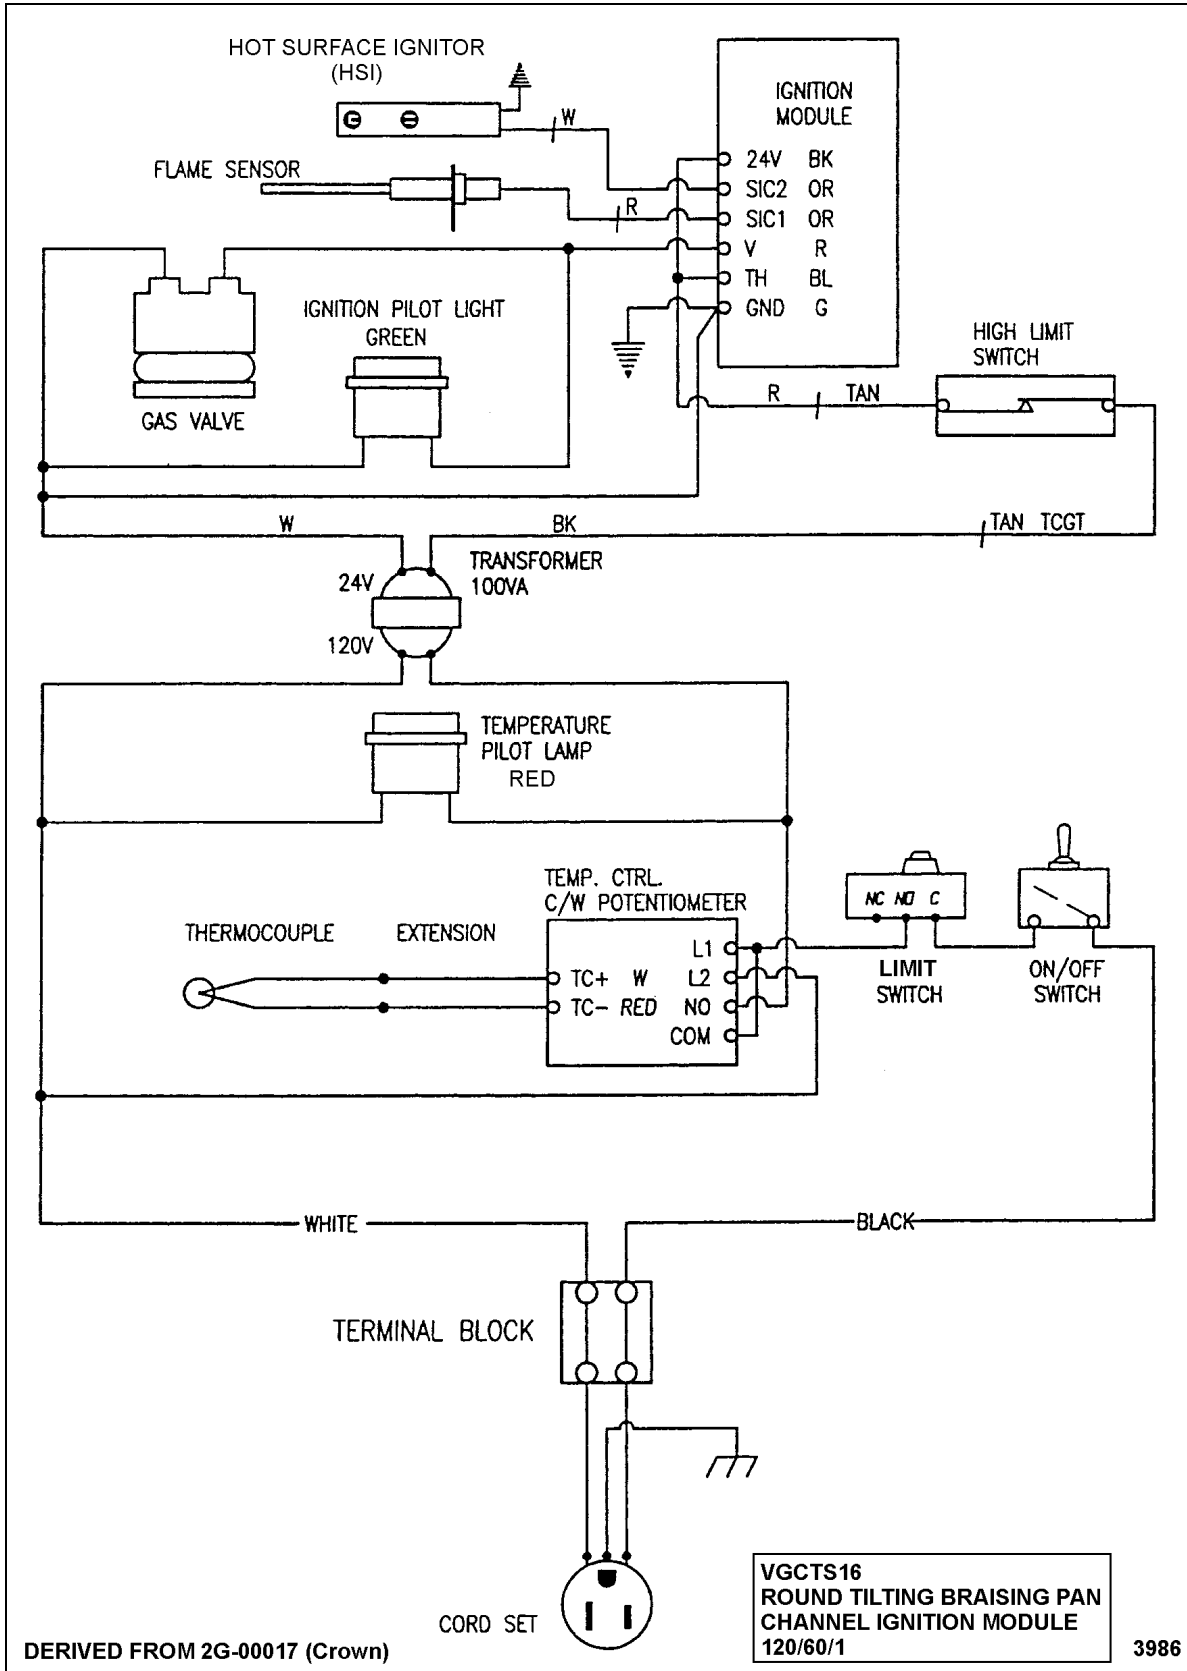 HOT SURFACE IGNITOR
(HSI)
IGNITION
MODULE
W
24V BK
FLAME SENSOR
SIC2 OR
R
SIC1 OR
V R
TH BL
IGNITION PILOT LIGHT
GREEN
GND G
HIGH LIMIT
SWITCH
R TAN
GAS VALVE
W
BK
TAN TCGT
TRANSFORMER
100VA
24V
120V
TEMPERATURE
PILOT LAMP
RED
TEMP. CTRL.
C/W POTENTIOMETER
NC NO C
THERMOCOUPLE
EXTENSION
L1
TC+ W L2
TC- RED NO
COM
LIMIT
SWITCH
ON/OFF
SWITCH
WHITE
BLACK
TERMINAL BLOCK
CORD SET
VGCTS16
ROUND TILTING BRAISING PAN
CHANNEL IGNITION MODULE
120/60/1
DERIVED FROM 2G-00017 (Crown)
3986